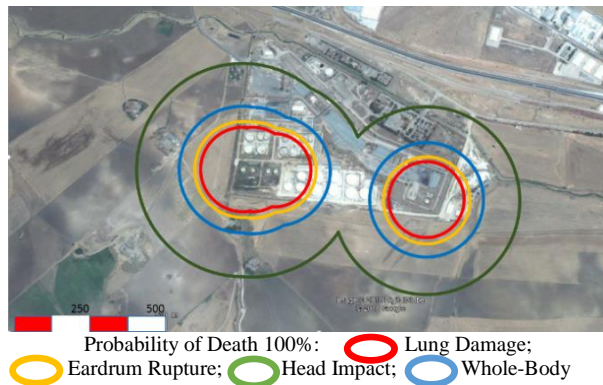 250 500
Probability of Death 100%: Lung Damage;
Eardrum Rupture; Head Impact; Whole-Body